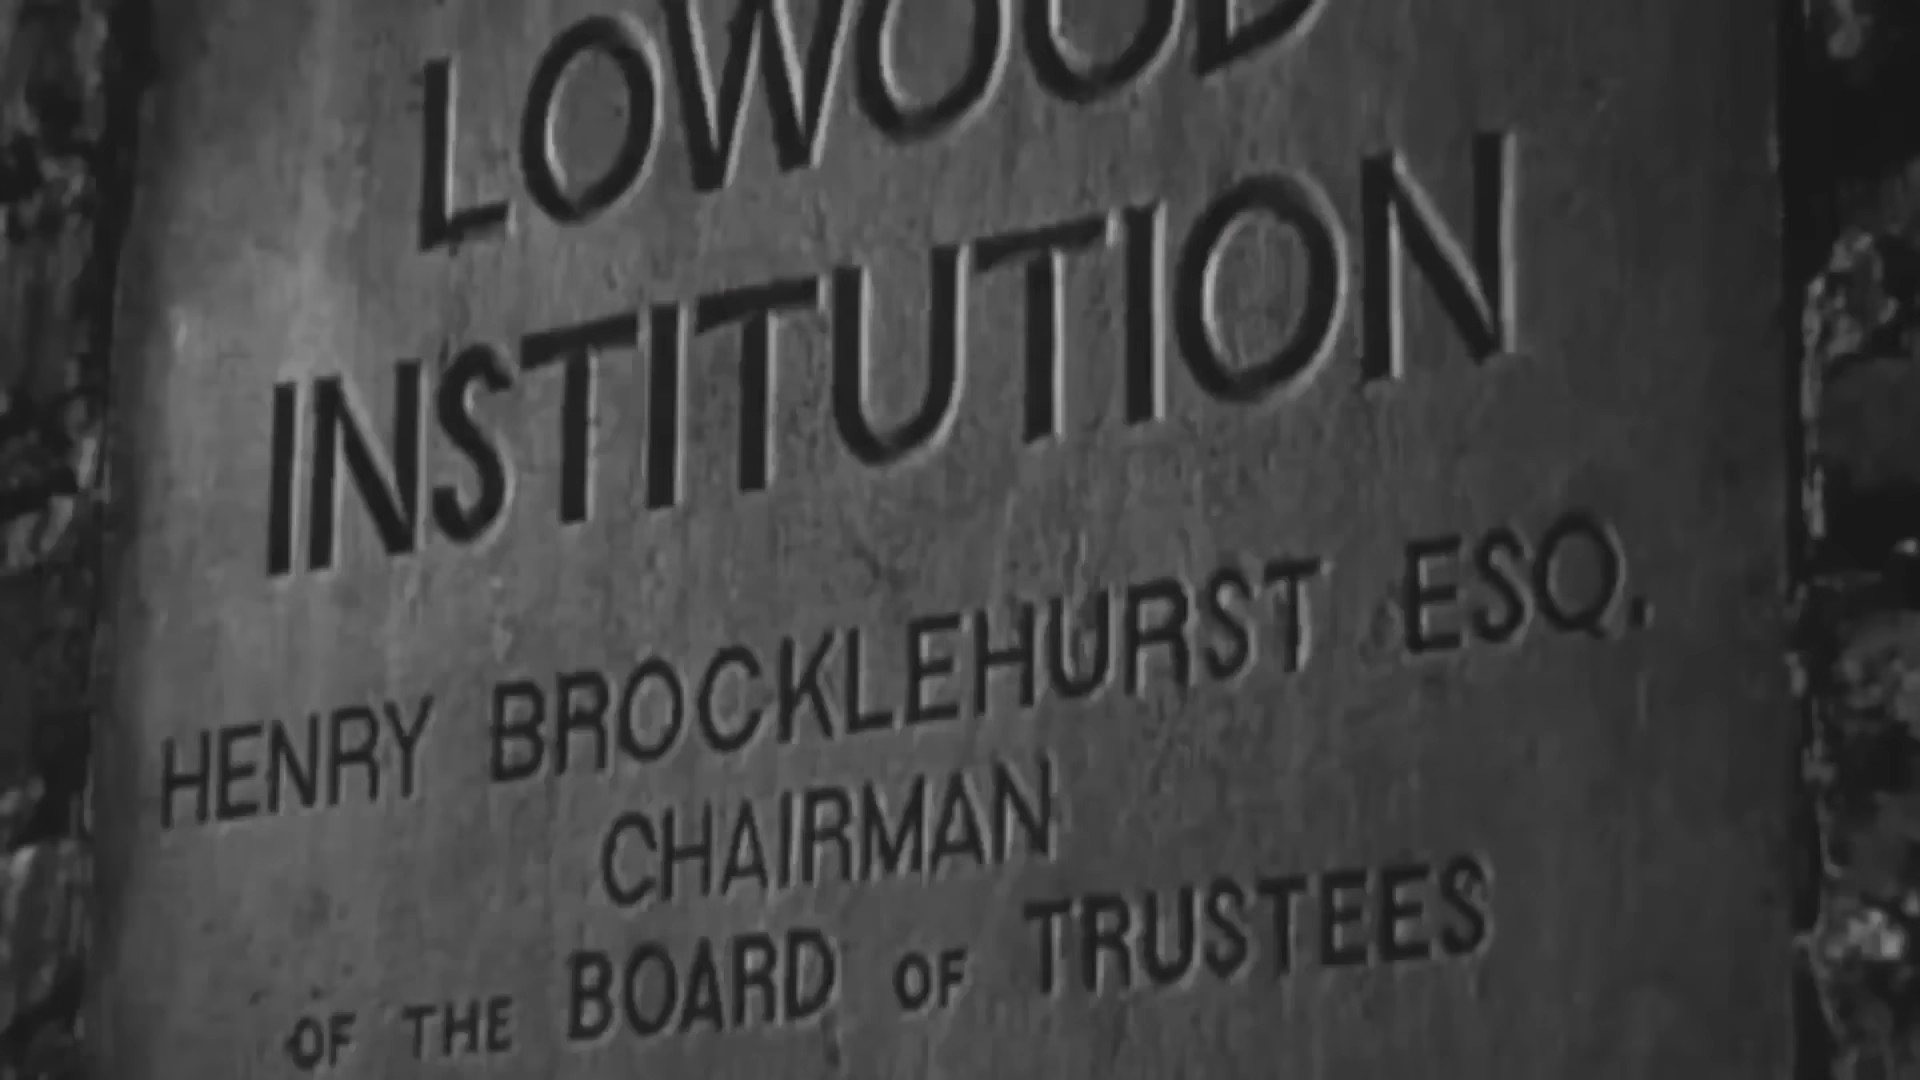 LOWOOD
INSTITUTION
HENRY BROCKLEHURST ESQ.
CHAIRMAN
OF THE BOARD OF TRUSTEES